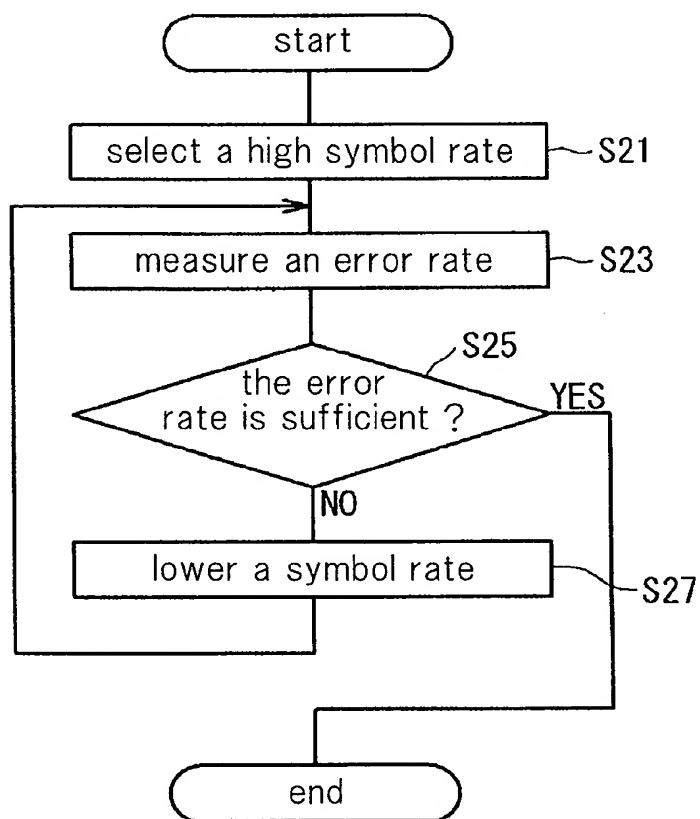 start
select a high symbol rate
S21
measure an error rate
S23
S25
the error
rate is sufficient ?
YES
NO
lower a symbol rate
S27
end